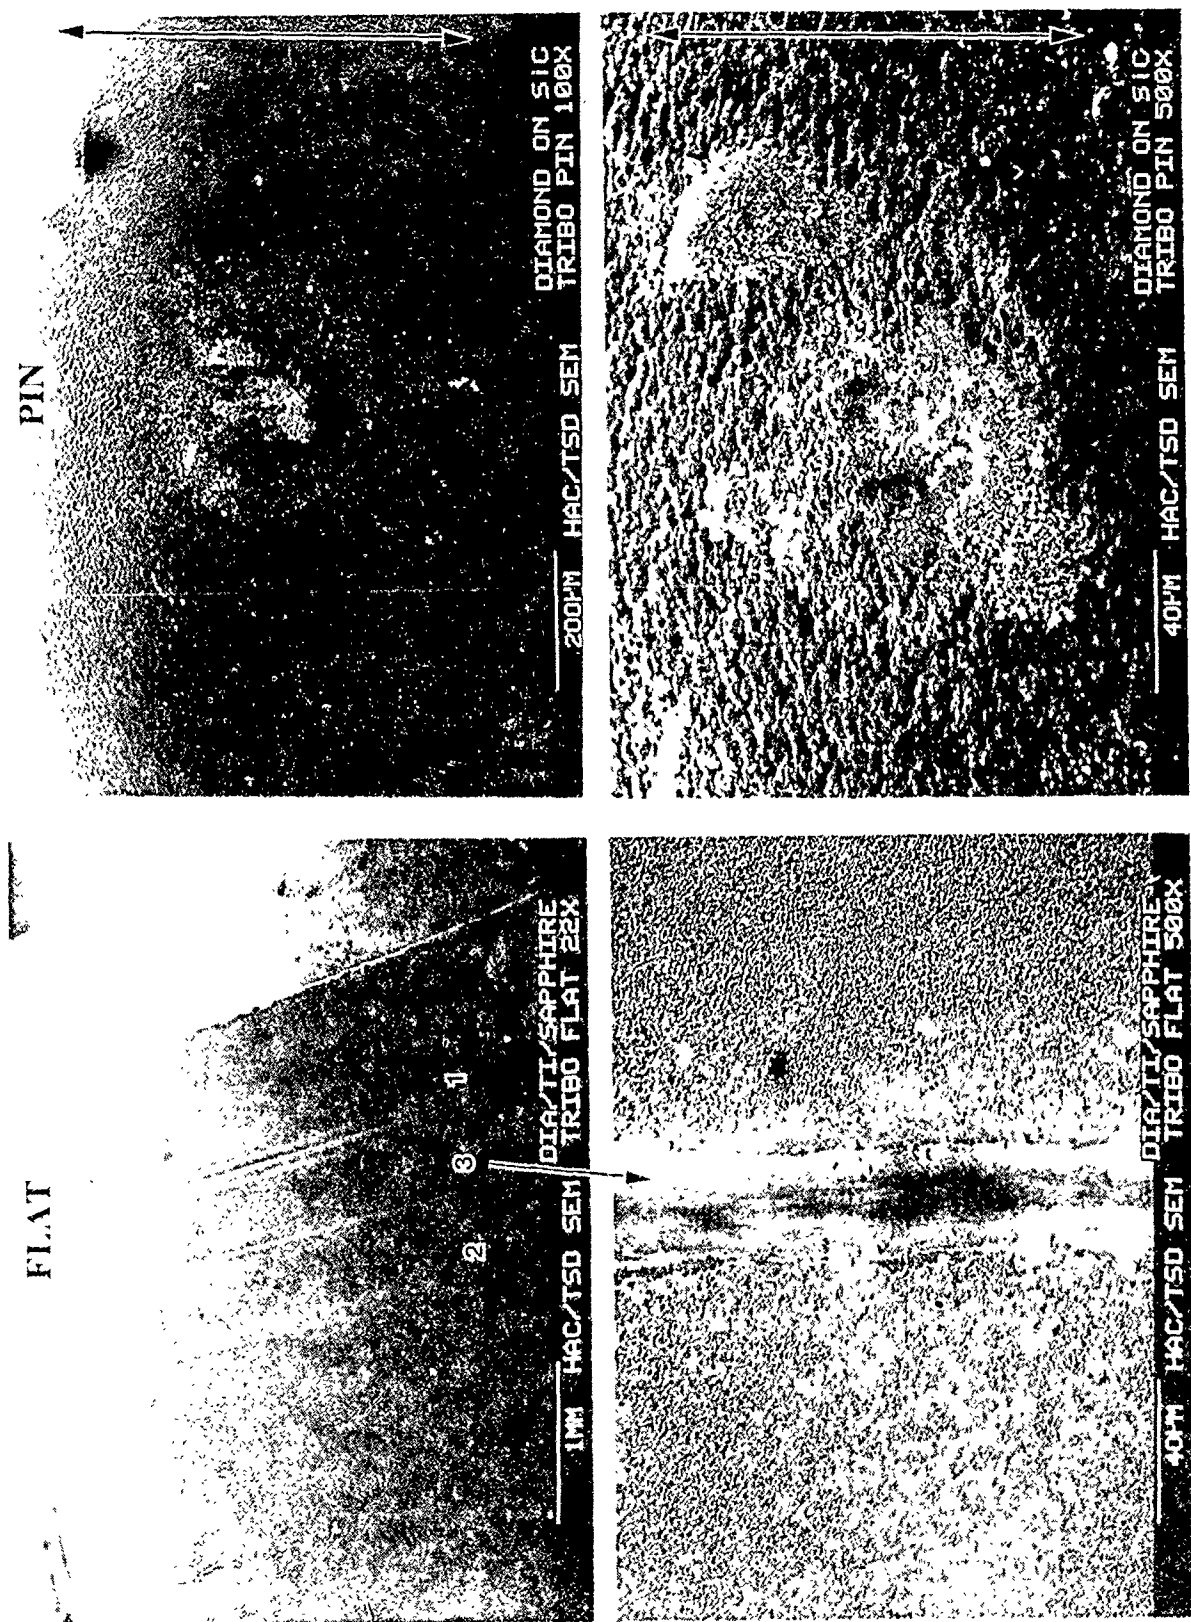 FLAT
PIN
2
3
1
1MM HAC/TSD SEM
DIA/TI/SAPPHIRE
TRIBO FLAT 22X
200µM HAC/TSD SEM
DIAMOND ON SIC
TRIBO PIN 100X
40µM HAC/TSD SEM
DIA/TI/SAPPHIRE
TRIBO FLAT 500X
40µM HAC/TSD SEM
DIAMOND ON SIC
TRIBO PIN 500X